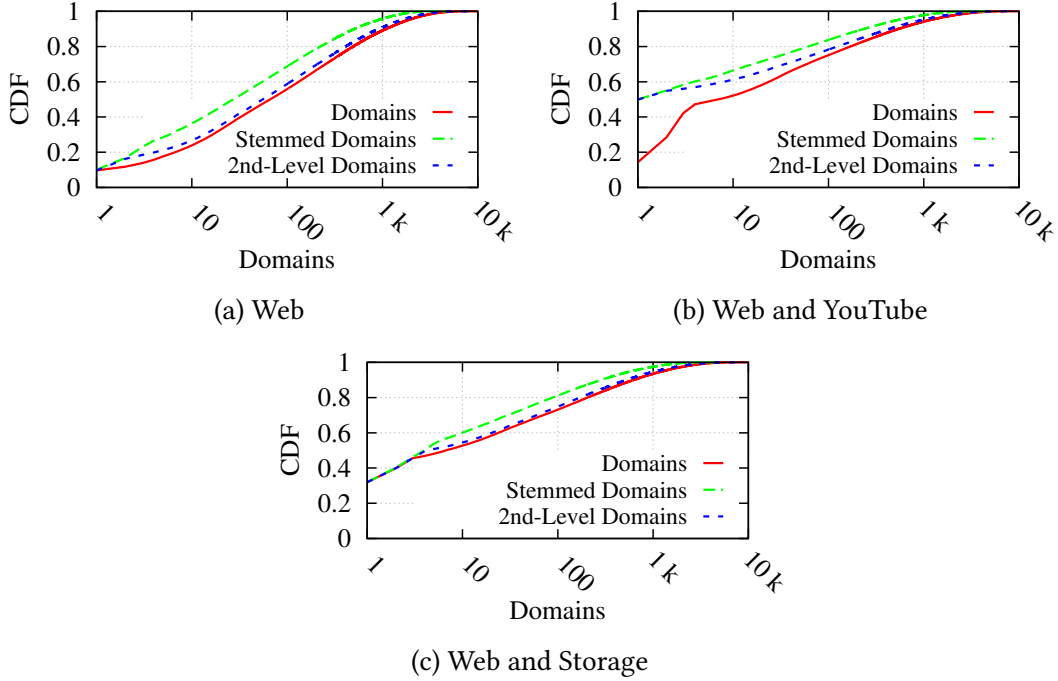 1
0.8
0.6
0.4
0.2
0
CDF
Domains
Stemmed Domains
2nd-Level Domains
1
10
100
1 k
10 k
Domains
(a) Web
1
0.8
0.6
0.4
0.2
0
CDF
Domains
Stemmed Domains
2nd-Level Domains
1
10
100
1 k
10 k
Domains
(b) Web and YouTube
1
0.8
0.6
0.4
0.2
0
CDF
Domains
Stemmed Domains
2nd-Level Domains
1
10
100
1 k
10 k
Domains
(c) Web and Storage